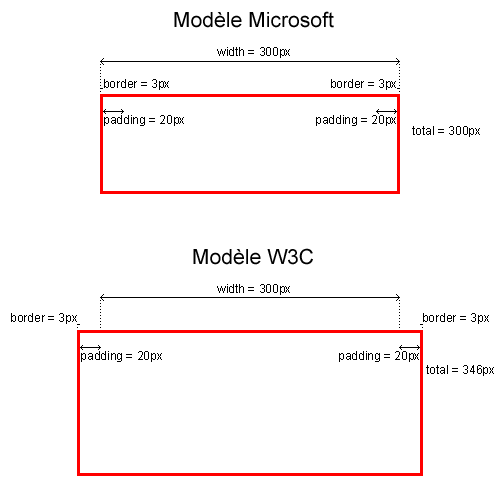 Modèle Microsoft
width = 300px
border = 3px
border = 3px
padding = 20px
padding = 20px
total = 300px
Modèle W3C
width = 300px
border = 3px
border = 3px
padding = 20px
padding = 20px
total = 346px